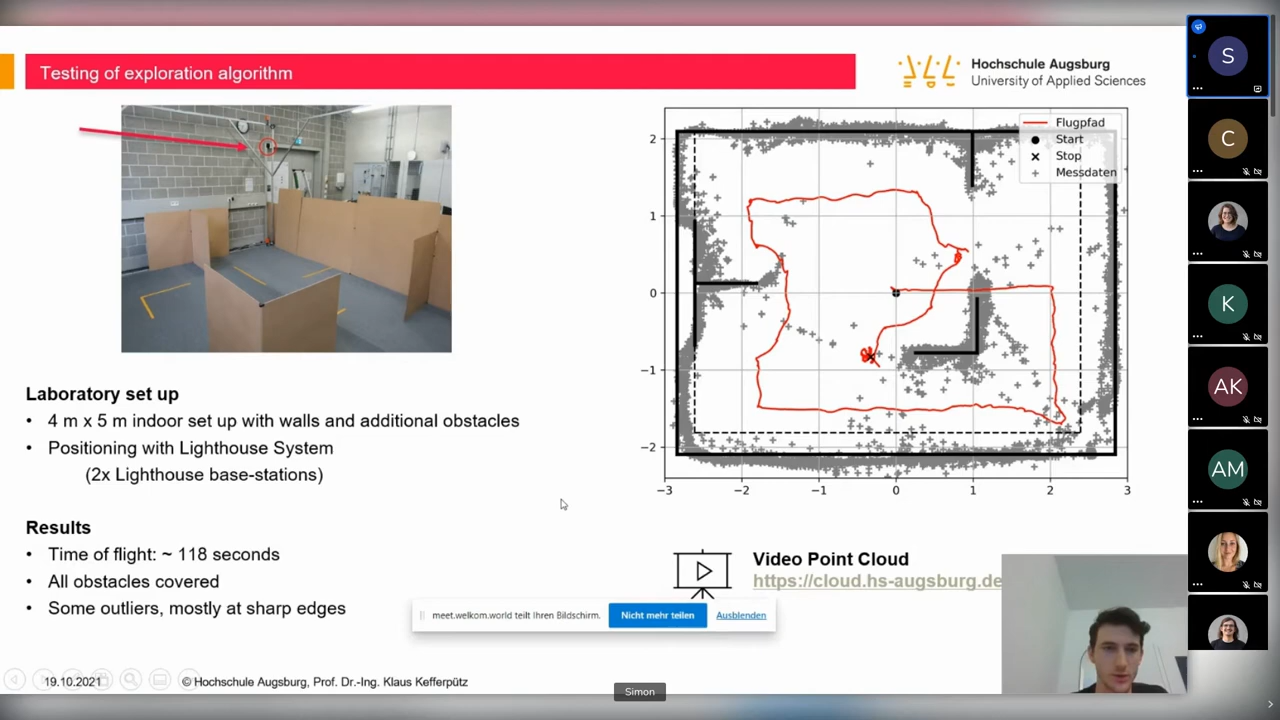 Testing of exploration algorithm
Hochschule Augsburg
University of Applied Sciences
Flugpfad
Start
Stop
Messdaten
2
1
0
−1
−2
−3
−2
−1
0
1
2
3
Laboratory set up
• 4 m x 5 m indoor set up with walls and additional obstacles
• Positioning with Lighthouse System
(2x Lighthouse base-stations)
Results
• Time of flight: ~ 118 seconds
• All obstacles covered
• Some outliers, mostly at sharp edges
Video Point Cloud
https://cloud.hs-augsburg.de
meet.welkom.world teilt Ihren Bildschirm.
Nicht mehr teilen
Ausblenden
19.10.2021
© Hochschule Augsburg, Prof. Dr.-Ing. Klaus Kefferpütz
Simon
S
C
K
AK
AM